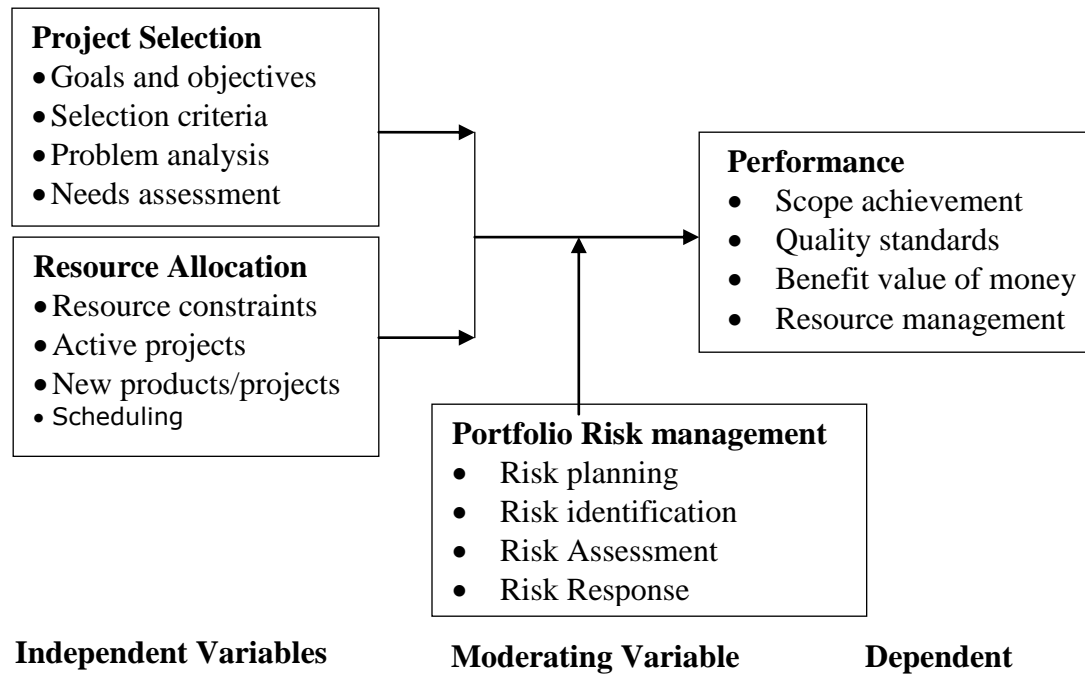 Project Selection
• Goals and objectives
• Selection criteria
• Problem analysis
• Needs assessment
Resource Allocation
• Resource constraints
• Active projects
• New products/projects
• Scheduling
Performance
• Scope achievement
• Quality standards
• Benefit value of money
• Resource management
Portfolio Risk management
• Risk planning
• Risk identification
• Risk Assessment
• Risk Response
Independent Variables
Moderating Variable
Dependent